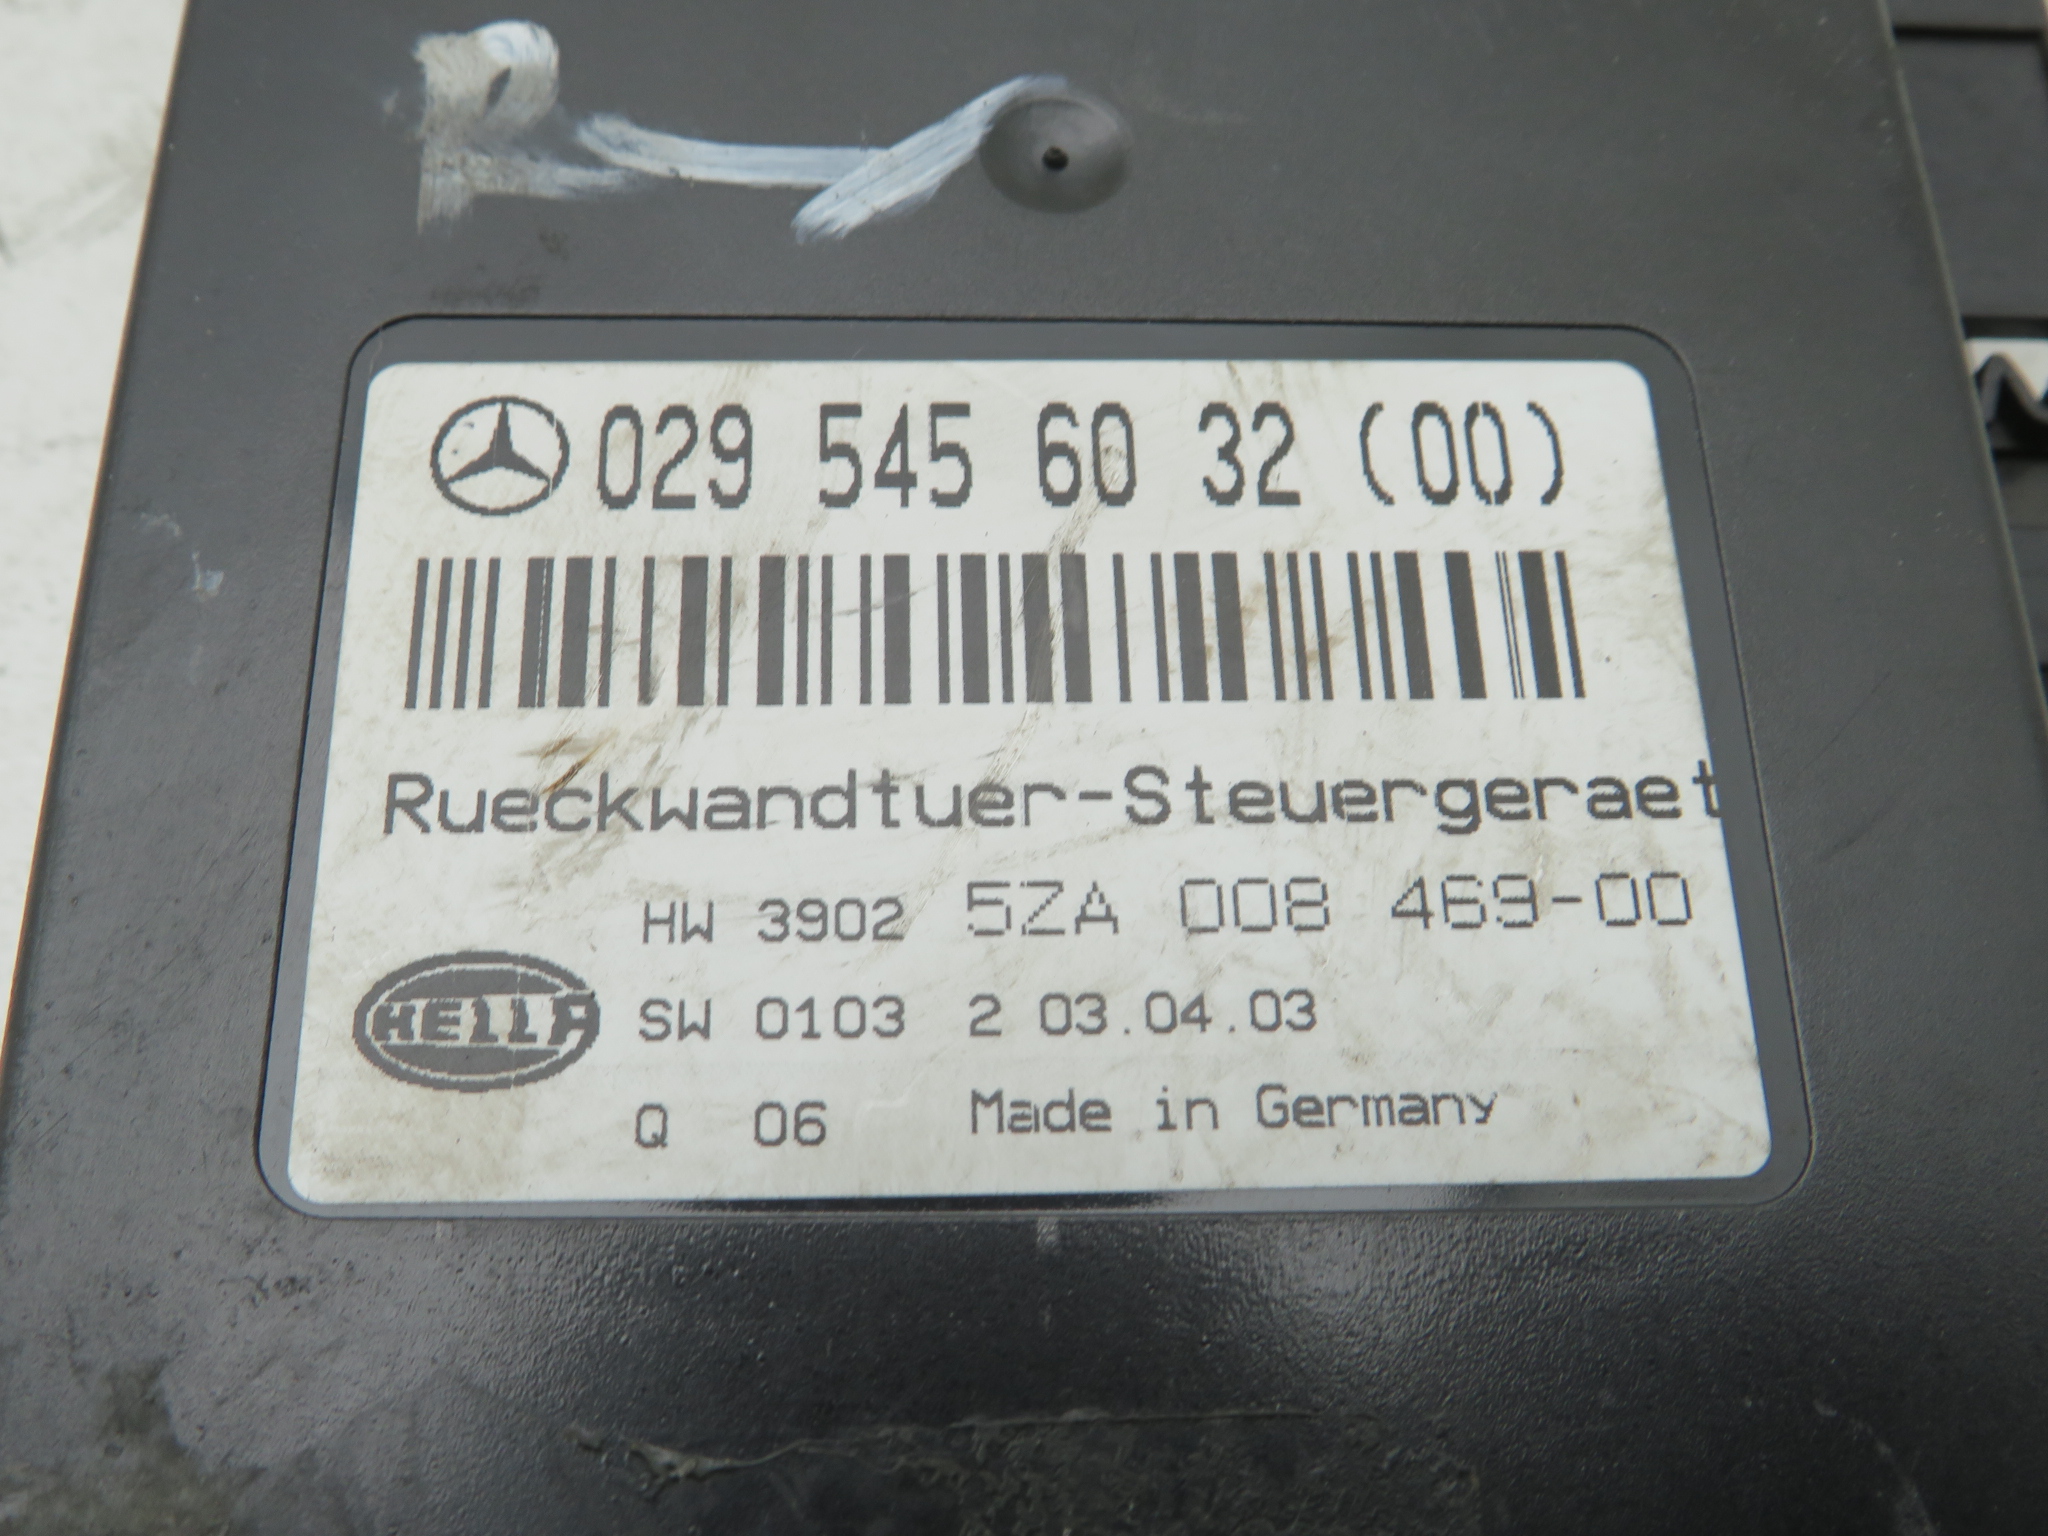 029 545 60 32 (00)
Rueckwandtuer-Steuergeraet
HW 3902 5ZA 008 469-00
HELLA
SW 0103 2 03.04.03
Q 06 Made in Germany